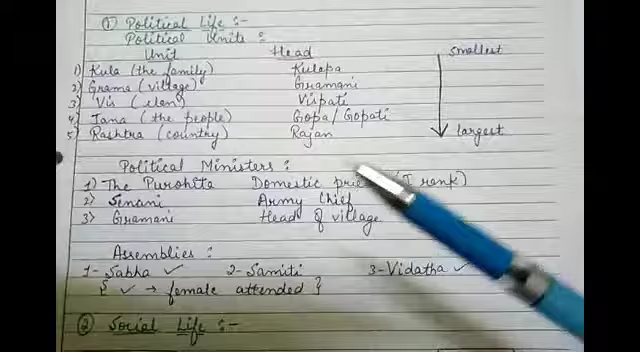 ① Political Life :-
Political Units :
Unit Head smallest
1) Kula (the family) Kulapa
2) Grama (village) Gramani
3) Vis (clan) Vispati
4) Jana (the people) Gopa/Gopati
5) Rashtra (country) Rajan largest
Political Ministers :
1) The Purohita Domestic (I rank)
2) Senani Army Chief
3) Gramani Head of village
Assemblies :
1- Sabha ✓ 2- Samiti 3- Vidatha ✓
{ ✓ → female attended }
② Social Life :-